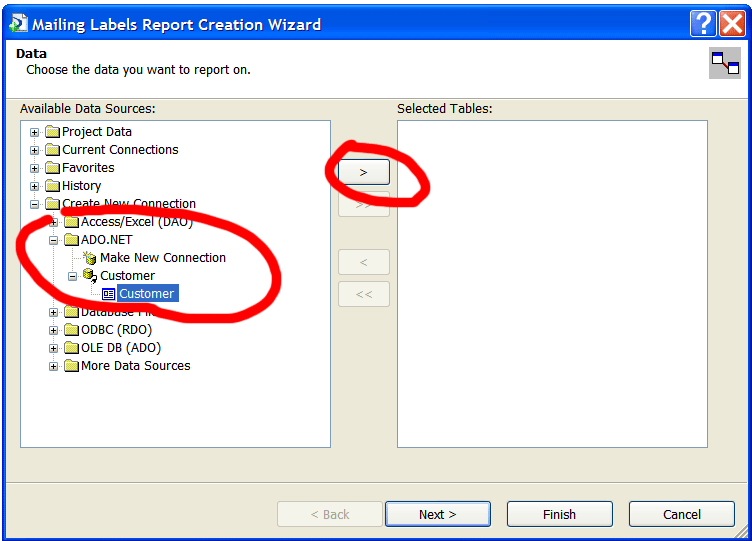 Mailing Labels Report Creation Wizard
Data
Choose the data you want to report on.
Available Data Sources:
Selected Tables:
Project Data
Current Connections
Favorites
History
Create New Connection
Access/Excel (DAO)
ADO.NET
Make New Connection
Customer
Customer
Database
ODBC (RDO)
OLE DB (ADO)
More Data Sources
>
>>
<
<<
< Back
Next >
Finish
Cancel